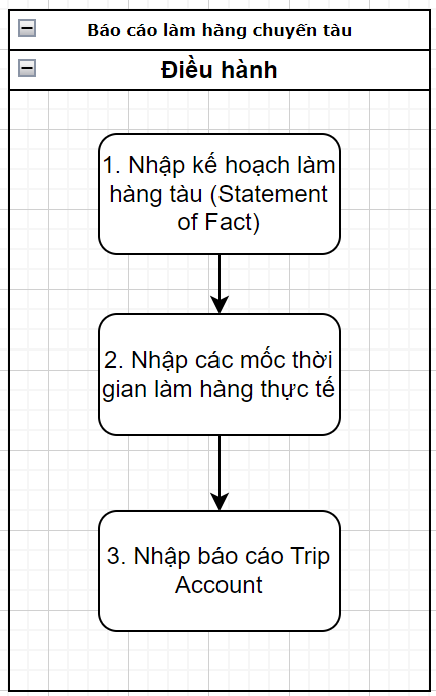 Báo cáo làm hàng chuyến tàu
Điều hành
1. Nhập kế hoạch làm
hàng tàu (Statement
of Fact)
2. Nhập các mốc thời
gian làm hàng thực tế
3. Nhập báo cáo Trip
Account